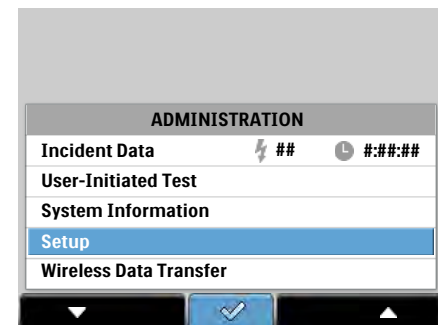 ADMINISTRATION
Incident Data ## #:##:##
User-Initiated Test
System Information
Setup
Wireless Data Transfer